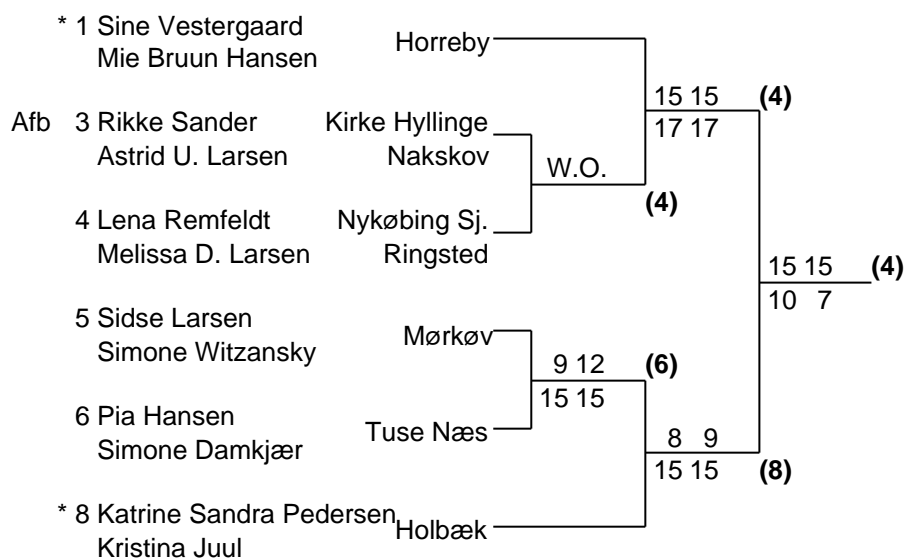 * 1 Sine Vestergaard
Mie Bruun Hansen
Horreby
15 15 (4)
17 17
Afb 3 Rikke Sander Kirke Hyllinge
Astrid U. Larsen Nakskov
W.O.
(4)
4 Lena Remfeldt Nykøbing Sj.
Melissa D. Larsen Ringsted
15 15 (4)
10 7
5 Sidse Larsen
Simone Witzansky
Mørkøv
9 12 (6)
15 15
6 Pia Hansen
Simone Damkjær
Tuse Næs
8 9
15 15 (8)
* 8 Katrine Sandra Pedersen
Kristina Juul
Holbæk